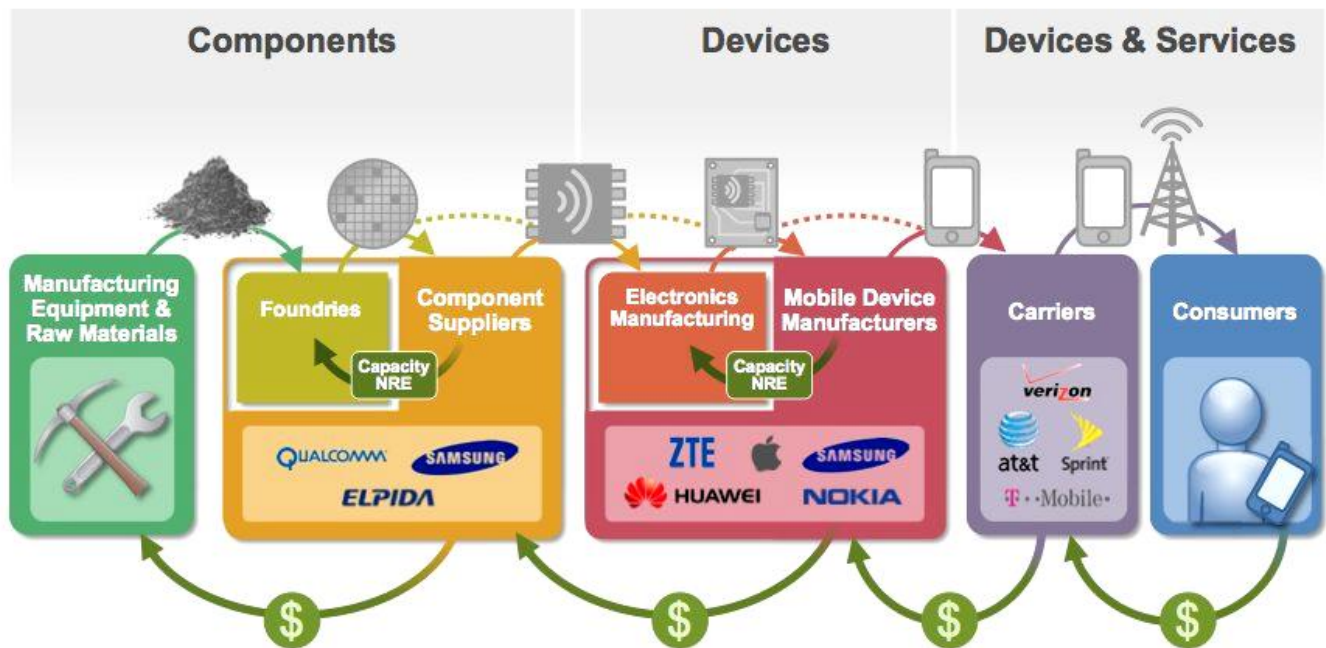 Components
Devices
Devices & Services
Manufacturing
Equipment &
Raw Materials
Foundries
Component
Suppliers
Capacity
NRE
QUALCOMM
SAMSUNG
ELPIDA
Electronics
Manufacturing
Mobile Device
Manufacturers
Capacity
NRE
ZTE
SAMSUNG
HUAWEI
NOKIA
Carriers
verizon
at&t
Sprint
T··Mobile·
Consumers
$
$
$
$